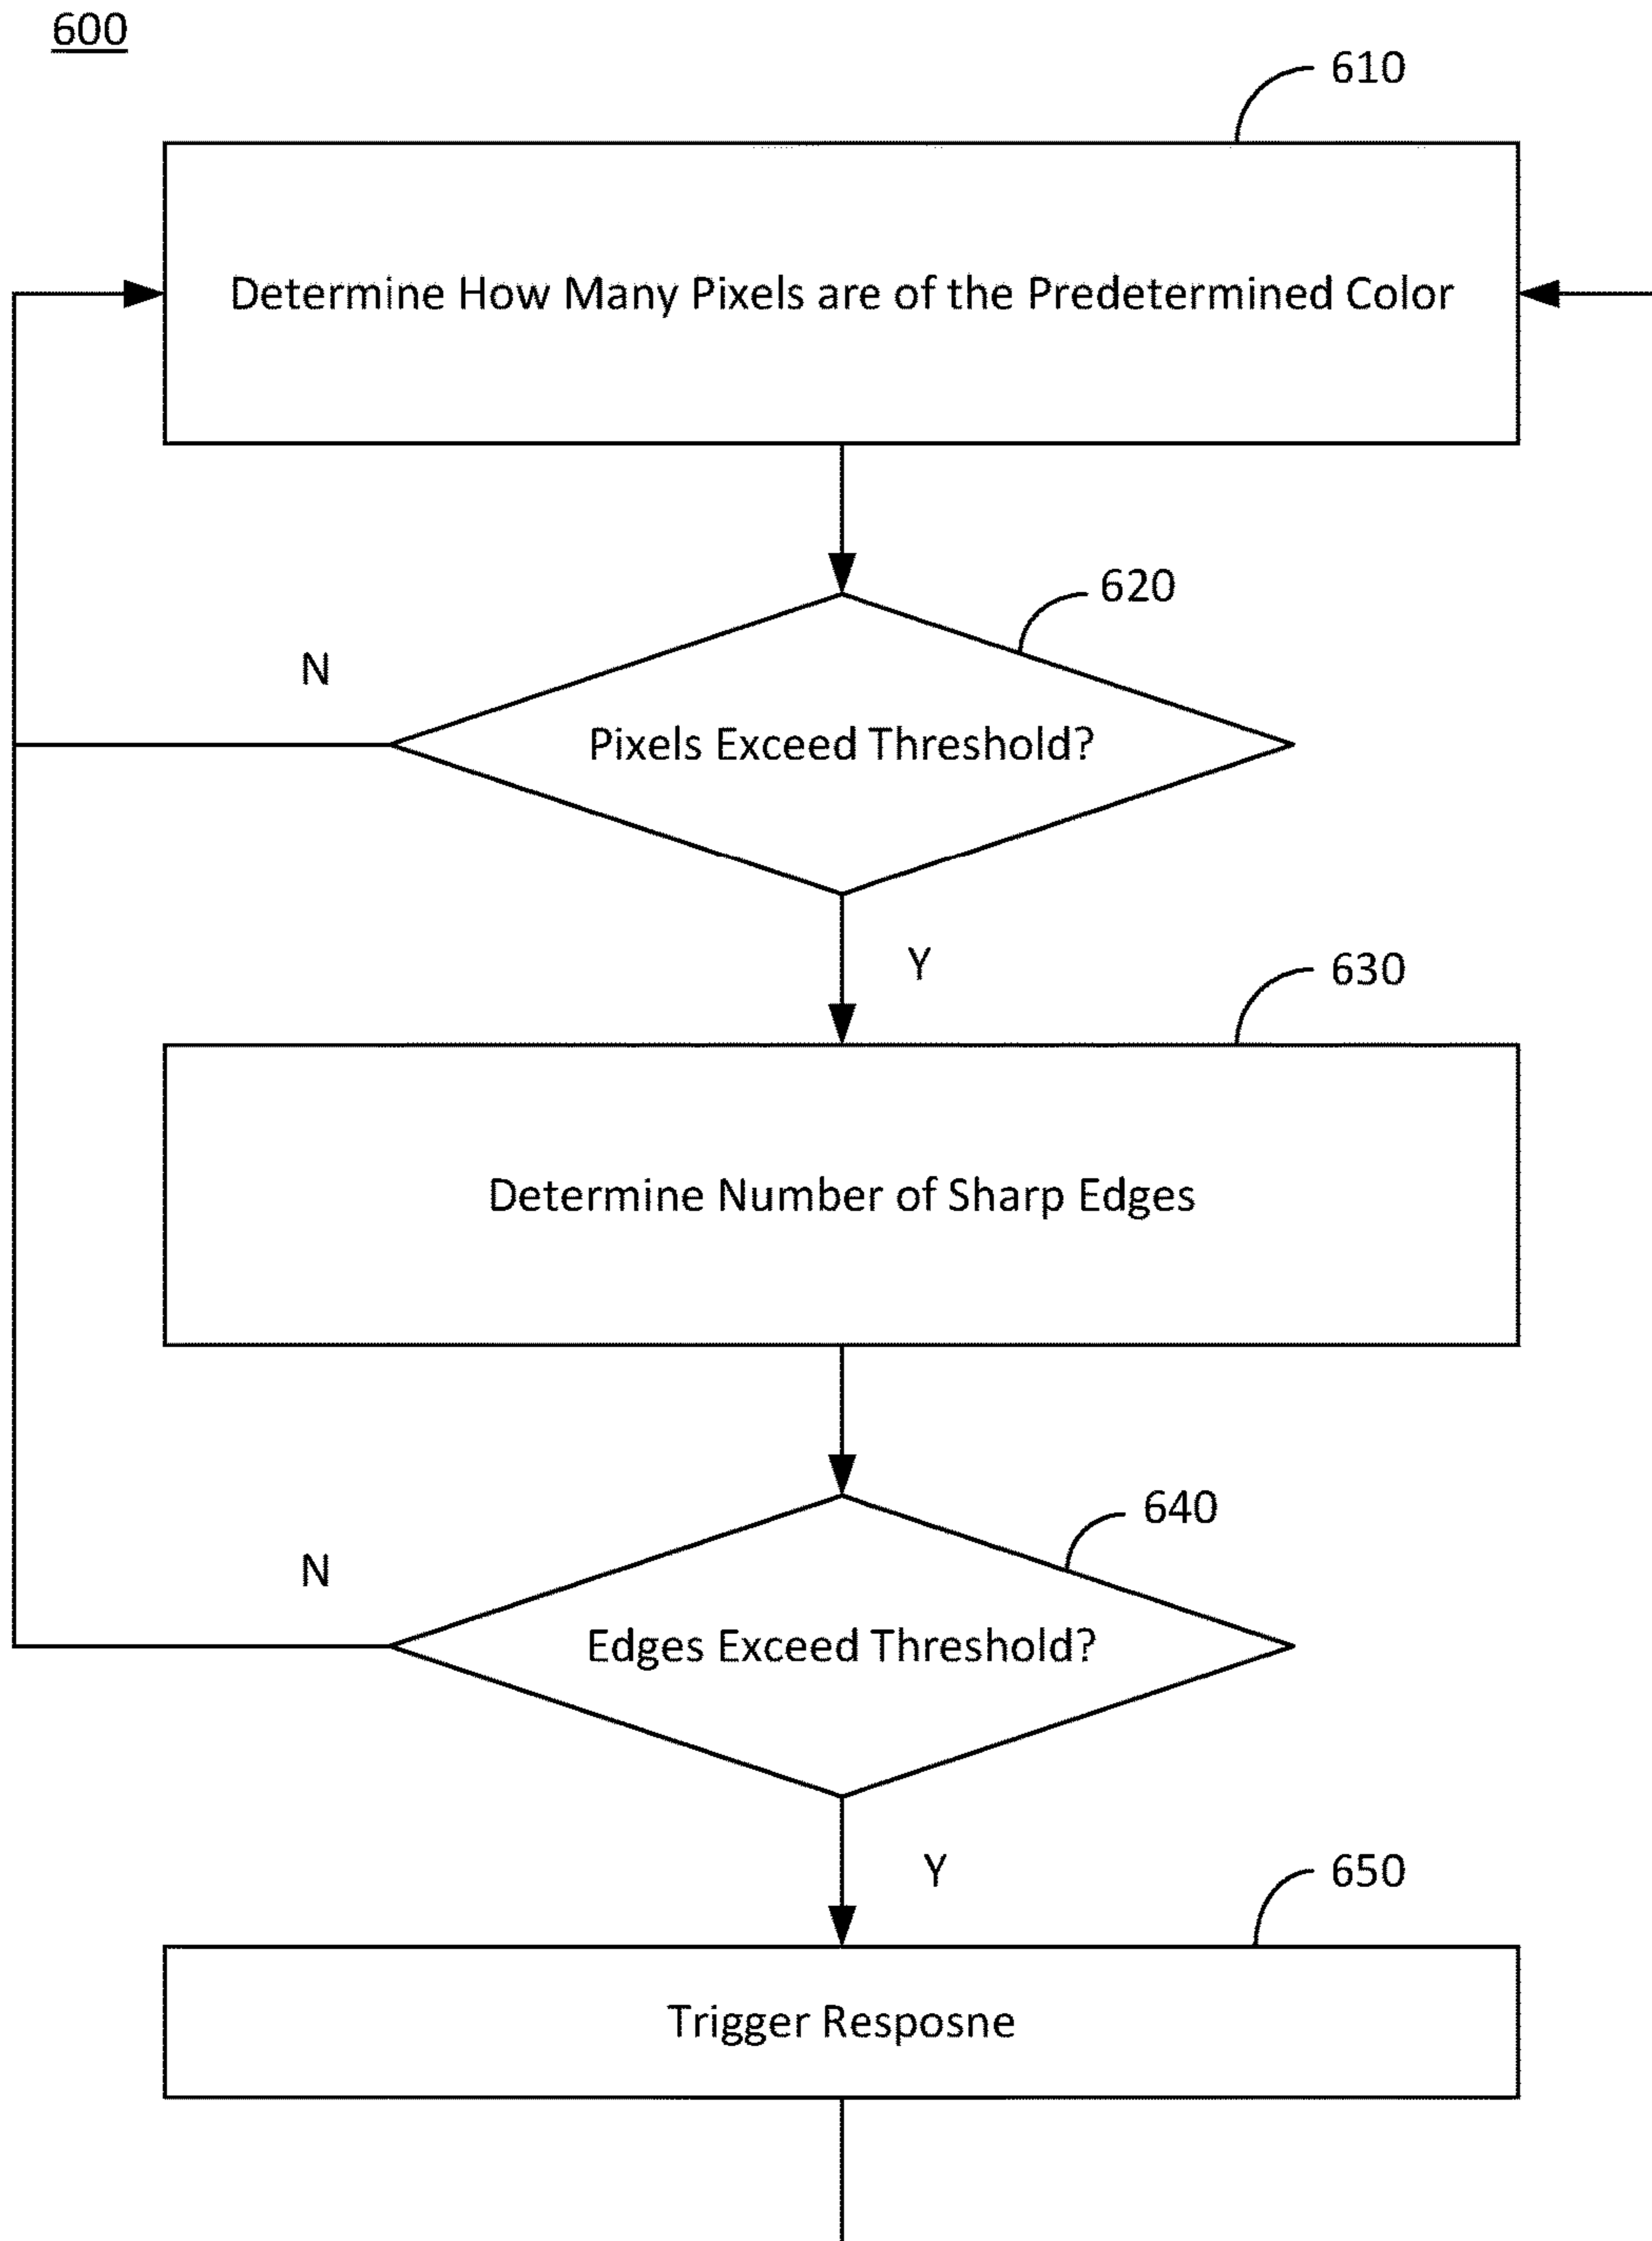 600
610
Determine How Many Pixels are of the Predetermined Color
620
N
Pixels Exceed Threshold?
Y
630
Determine Number of Sharp Edges
640
N
Edges Exceed Threshold?
Y
650
Trigger Resposne